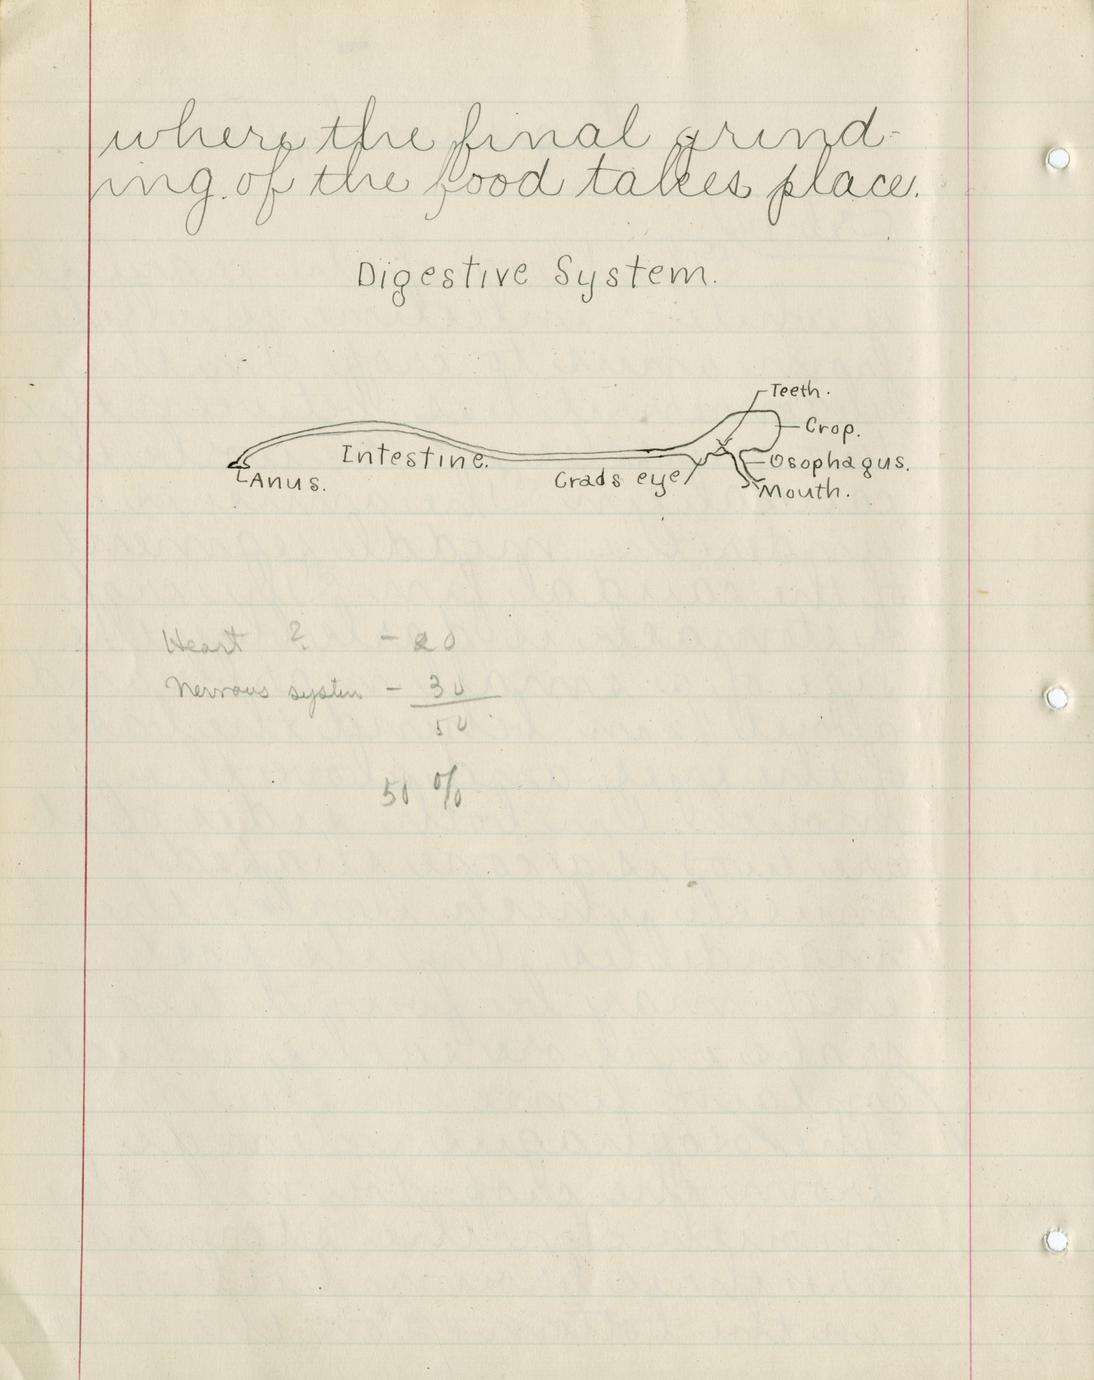 where the final grind-
ing of the food takes place.
Digestive System.
Teeth.
Crop.
Intestine.
Osophagus.
Anus.
Crads eye
Mouth.
Heart ? - 20
Nervous system - 30
50
50 %